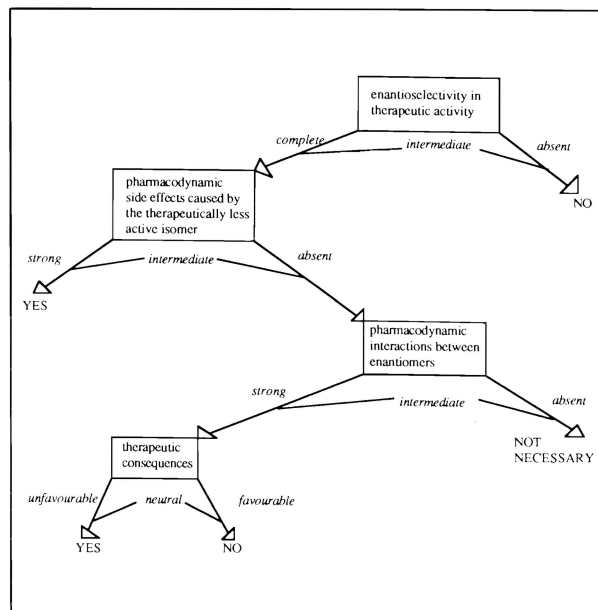 enantioselectivity in
therapeutic activity
complete
intermediate
absent
NO
pharmacodynamic
side effects caused by
the therapeutically less
active isomer
strong
intermediate
absent
YES
pharmacodynamic
interactions between
enantiomers
strong
intermediate
absent
NOT
NECESSARY
therapeutic
consequences
unfavourable
neutral
favourable
YES
NO